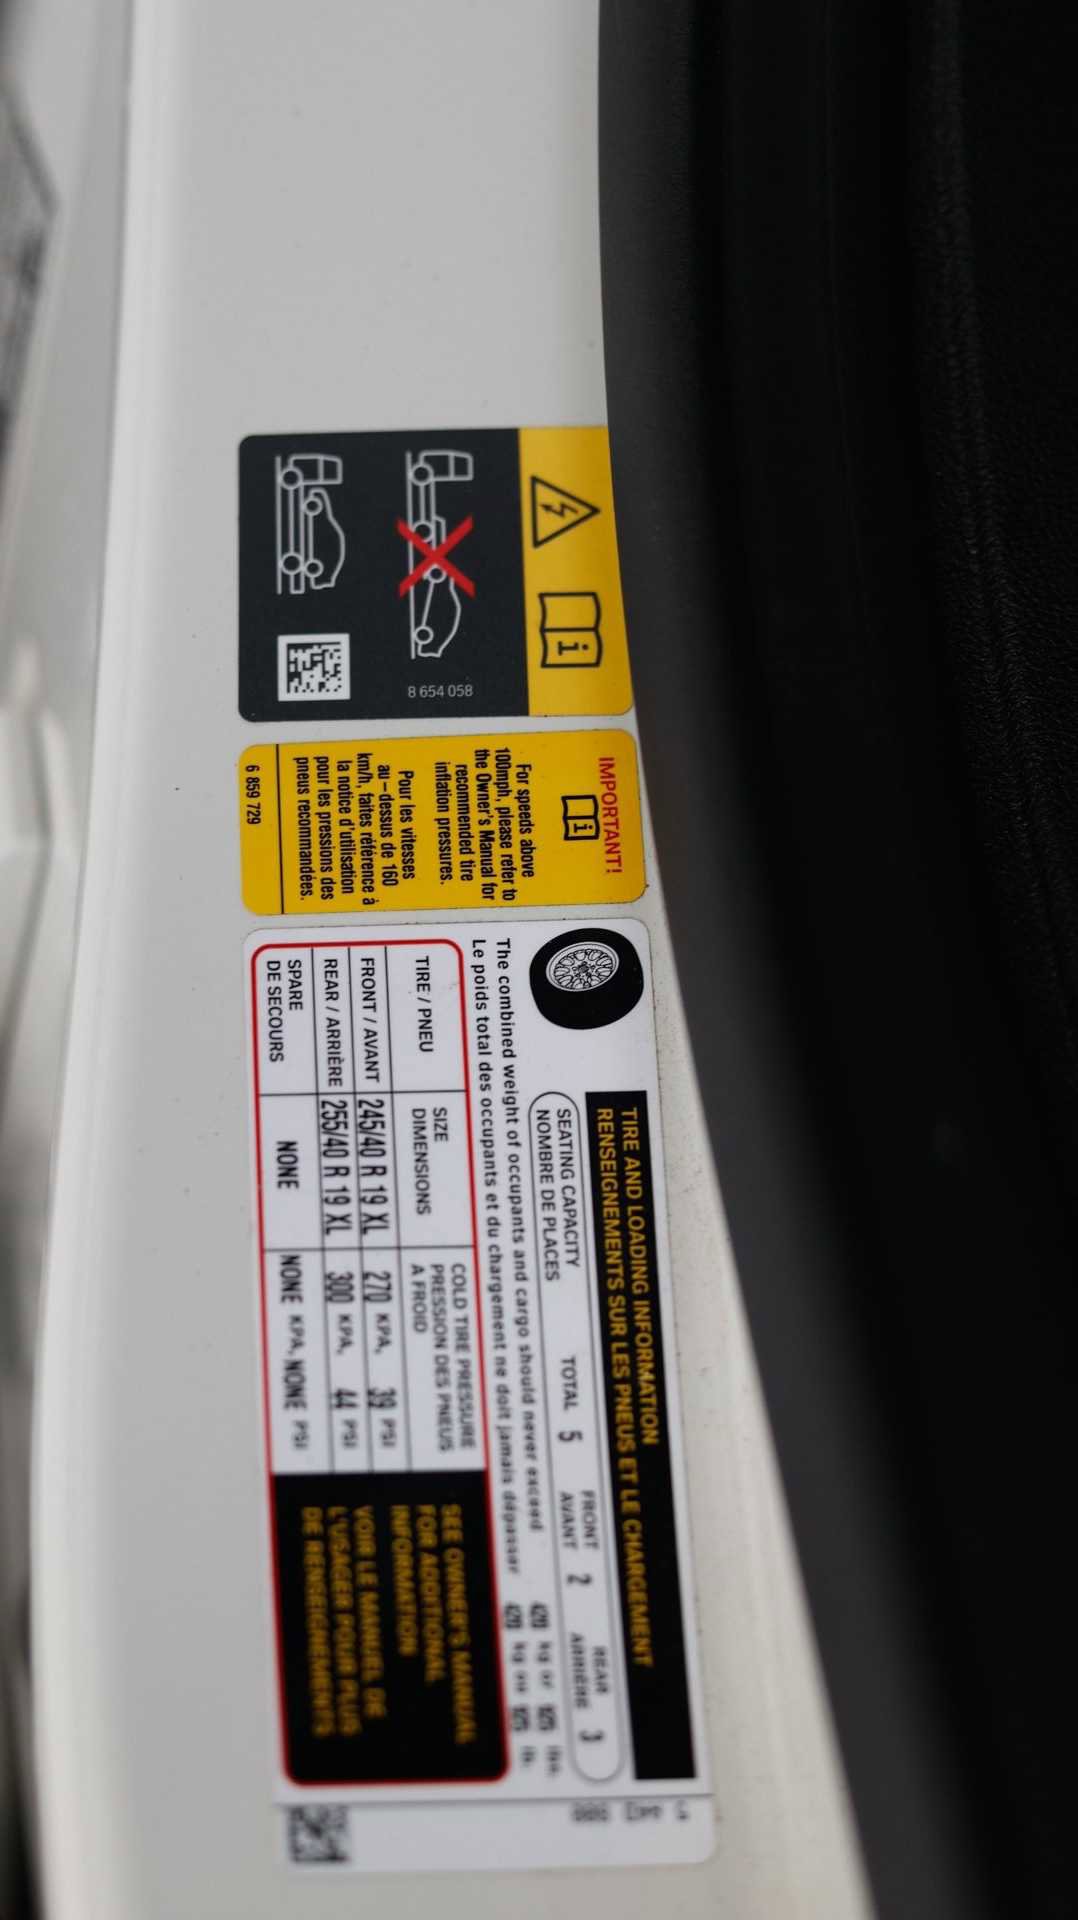 8 654 058
IMPORTANT!
For speeds above
100mph, please refer to
the Owner's Manual for
recommended tire
inflation pressures.
Pour les vitesses
au-dessus de 160
km/h, faites référence à
la notice d'utilisation
pour les pressions des
pneus recommandées.
6 859 729
TIRE AND LOADING INFORMATION
RENSEIGNEMENTS SUR LES PNEUS ET LE CHARGEMENT
SEATING CAPACITY TOTAL 5 FRONT 2 REAR 3
NOMBRE DE PLACES AVANT ARRIÈRE
The combined weight of occupants and cargo should never exceed kg or lbs.
Le poids total des occupants et du chargement ne doit jamais dépasser kg ou lb.
TIRE / PNEU SIZE COLD TIRE PRESSURE
DIMENSIONS PRESSION DES PNEUS
A FROID
FRONT / AVANT 245/40 R 19 XL 270 KPA, 39 PSI
REAR / ARRIÈRE 255/40 R 19 XL 300 KPA, 44 PSI
SPARE NONE NONE KPA, NONE PSI
DE SECOURS
SEE OWNER'S MANUAL
FOR ADDITIONAL
INFORMATION
VOIR LE MANUEL DE
L'USAGER POUR PLUS
DE RENSEIGNEMENTS